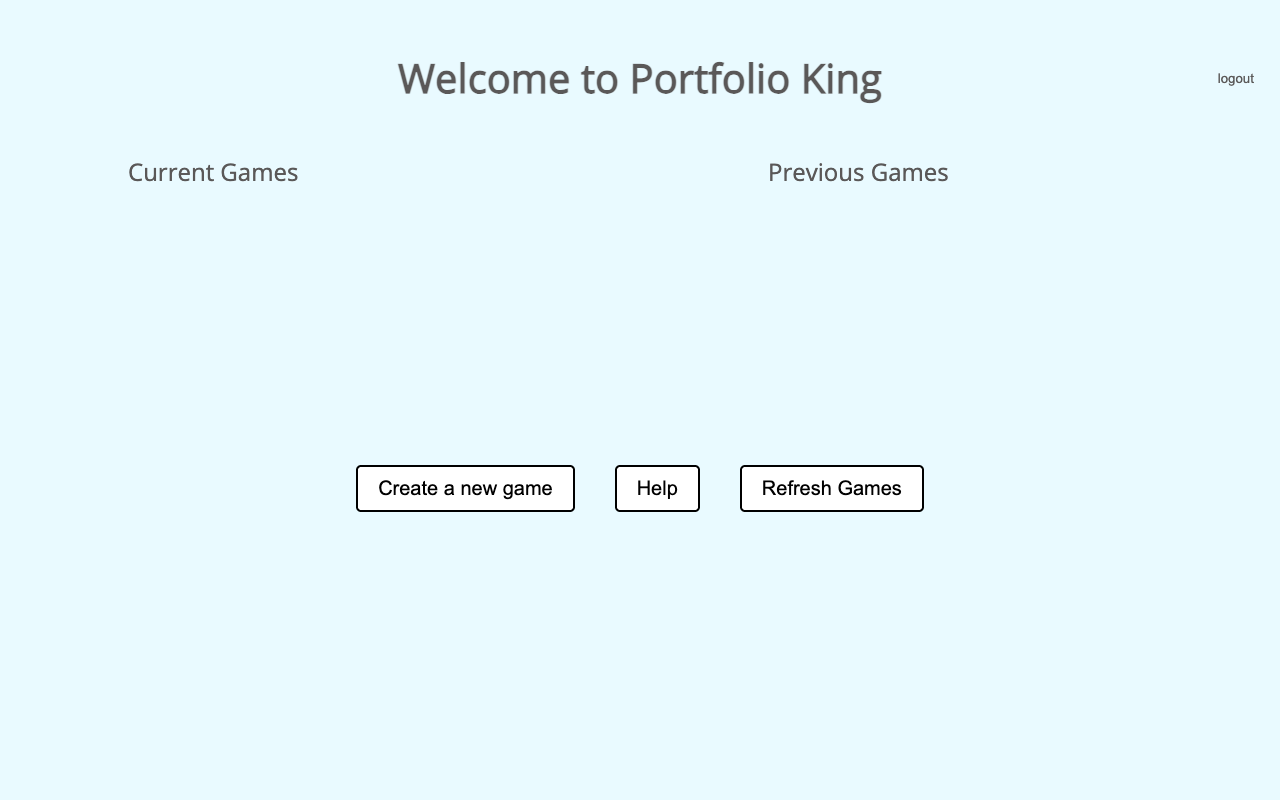 Welcome to Portfolio King
logout
Current Games
Previous Games
Create a new game
Help
Refresh Games